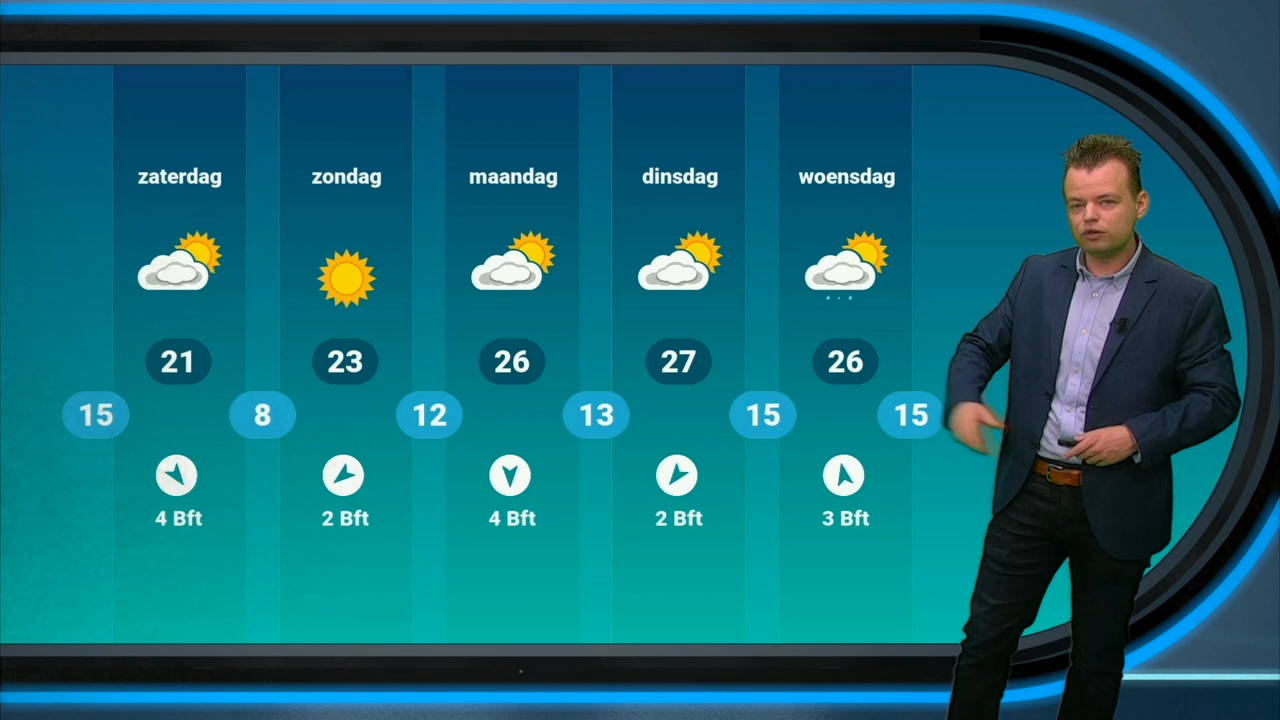 zaterdag zondag maandag dinsdag woensdag
21 23 26 27 26
15 8 12 13 15 15
4 Bft 2 Bft 4 Bft 2 Bft 3 Bft